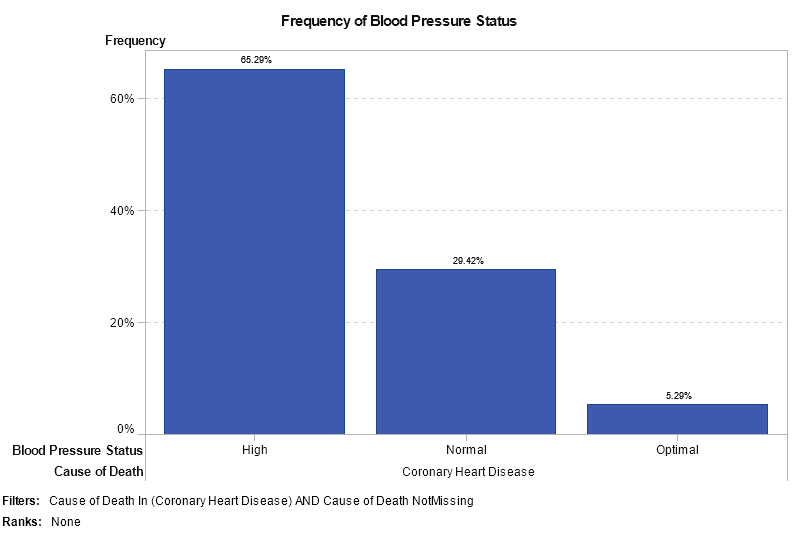 Frequency of Blood Pressure Status
Frequency
65.29%
60%
40%
29.42%
20%
5.29%
0%
Blood Pressure Status High Normal Optimal
Cause of Death Coronary Heart Disease
Filters: Cause of Death In (Coronary Heart Disease) AND Cause of Death NotMissing
Ranks: None